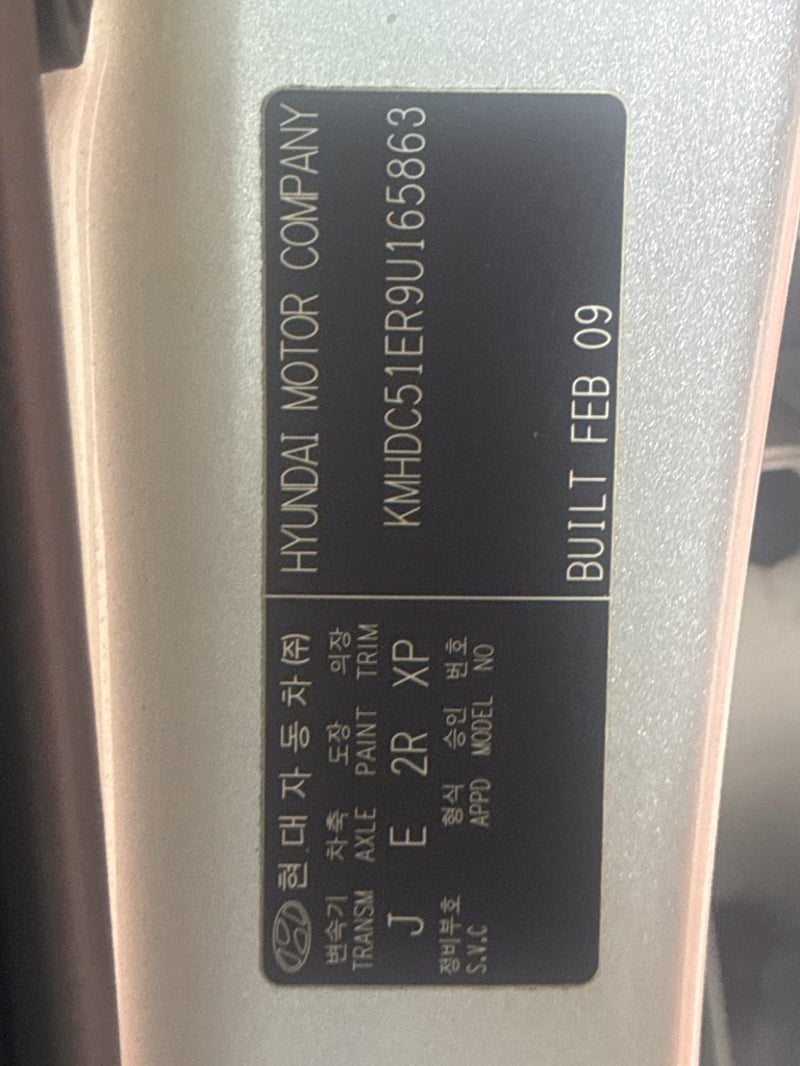 현대자동차 (주)
변속기 차축 도장 의장
TRANSM AXLE PAINT TRIM
J E 2R XP
정비부호 형식 승인 번호
S.V.C APPD MODEL NO
HYUNDAI MOTOR COMPANY
KMHDC51ER9U165863
BUILT FEB 09